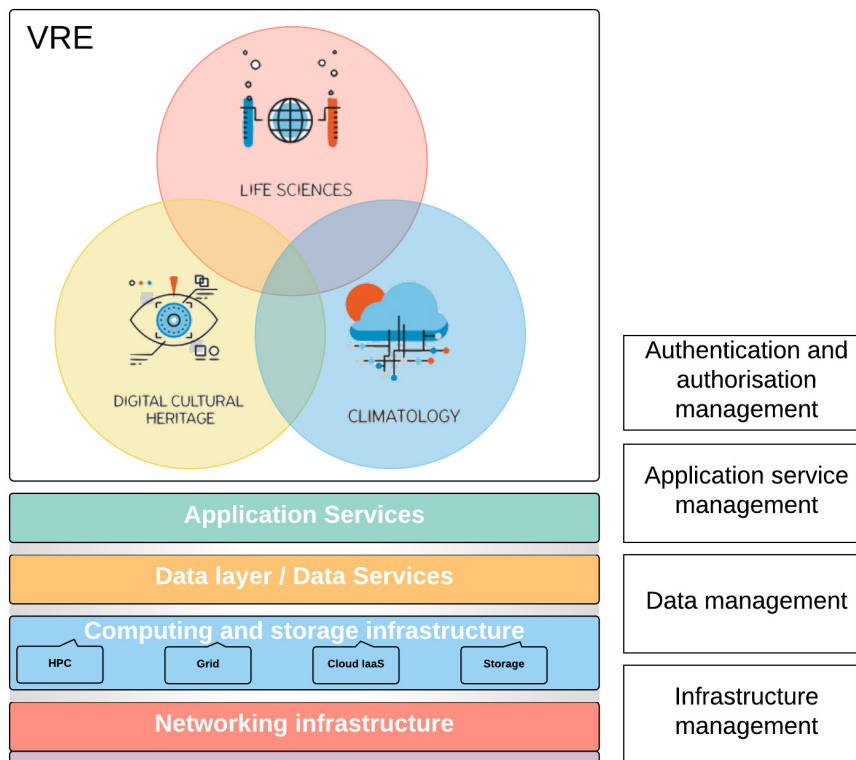 VRE
LIFE SCIENCES
DIGITAL CULTURAL
HERITAGE
CLIMATOLOGY
Application Services
Data layer / Data Services
Computing and storage infrastructure
HPC
Grid
Cloud IaaS
Storage
Networking infrastructure
Authentication and
authorisation
management
Application service
management
Data management
Infrastructure
management